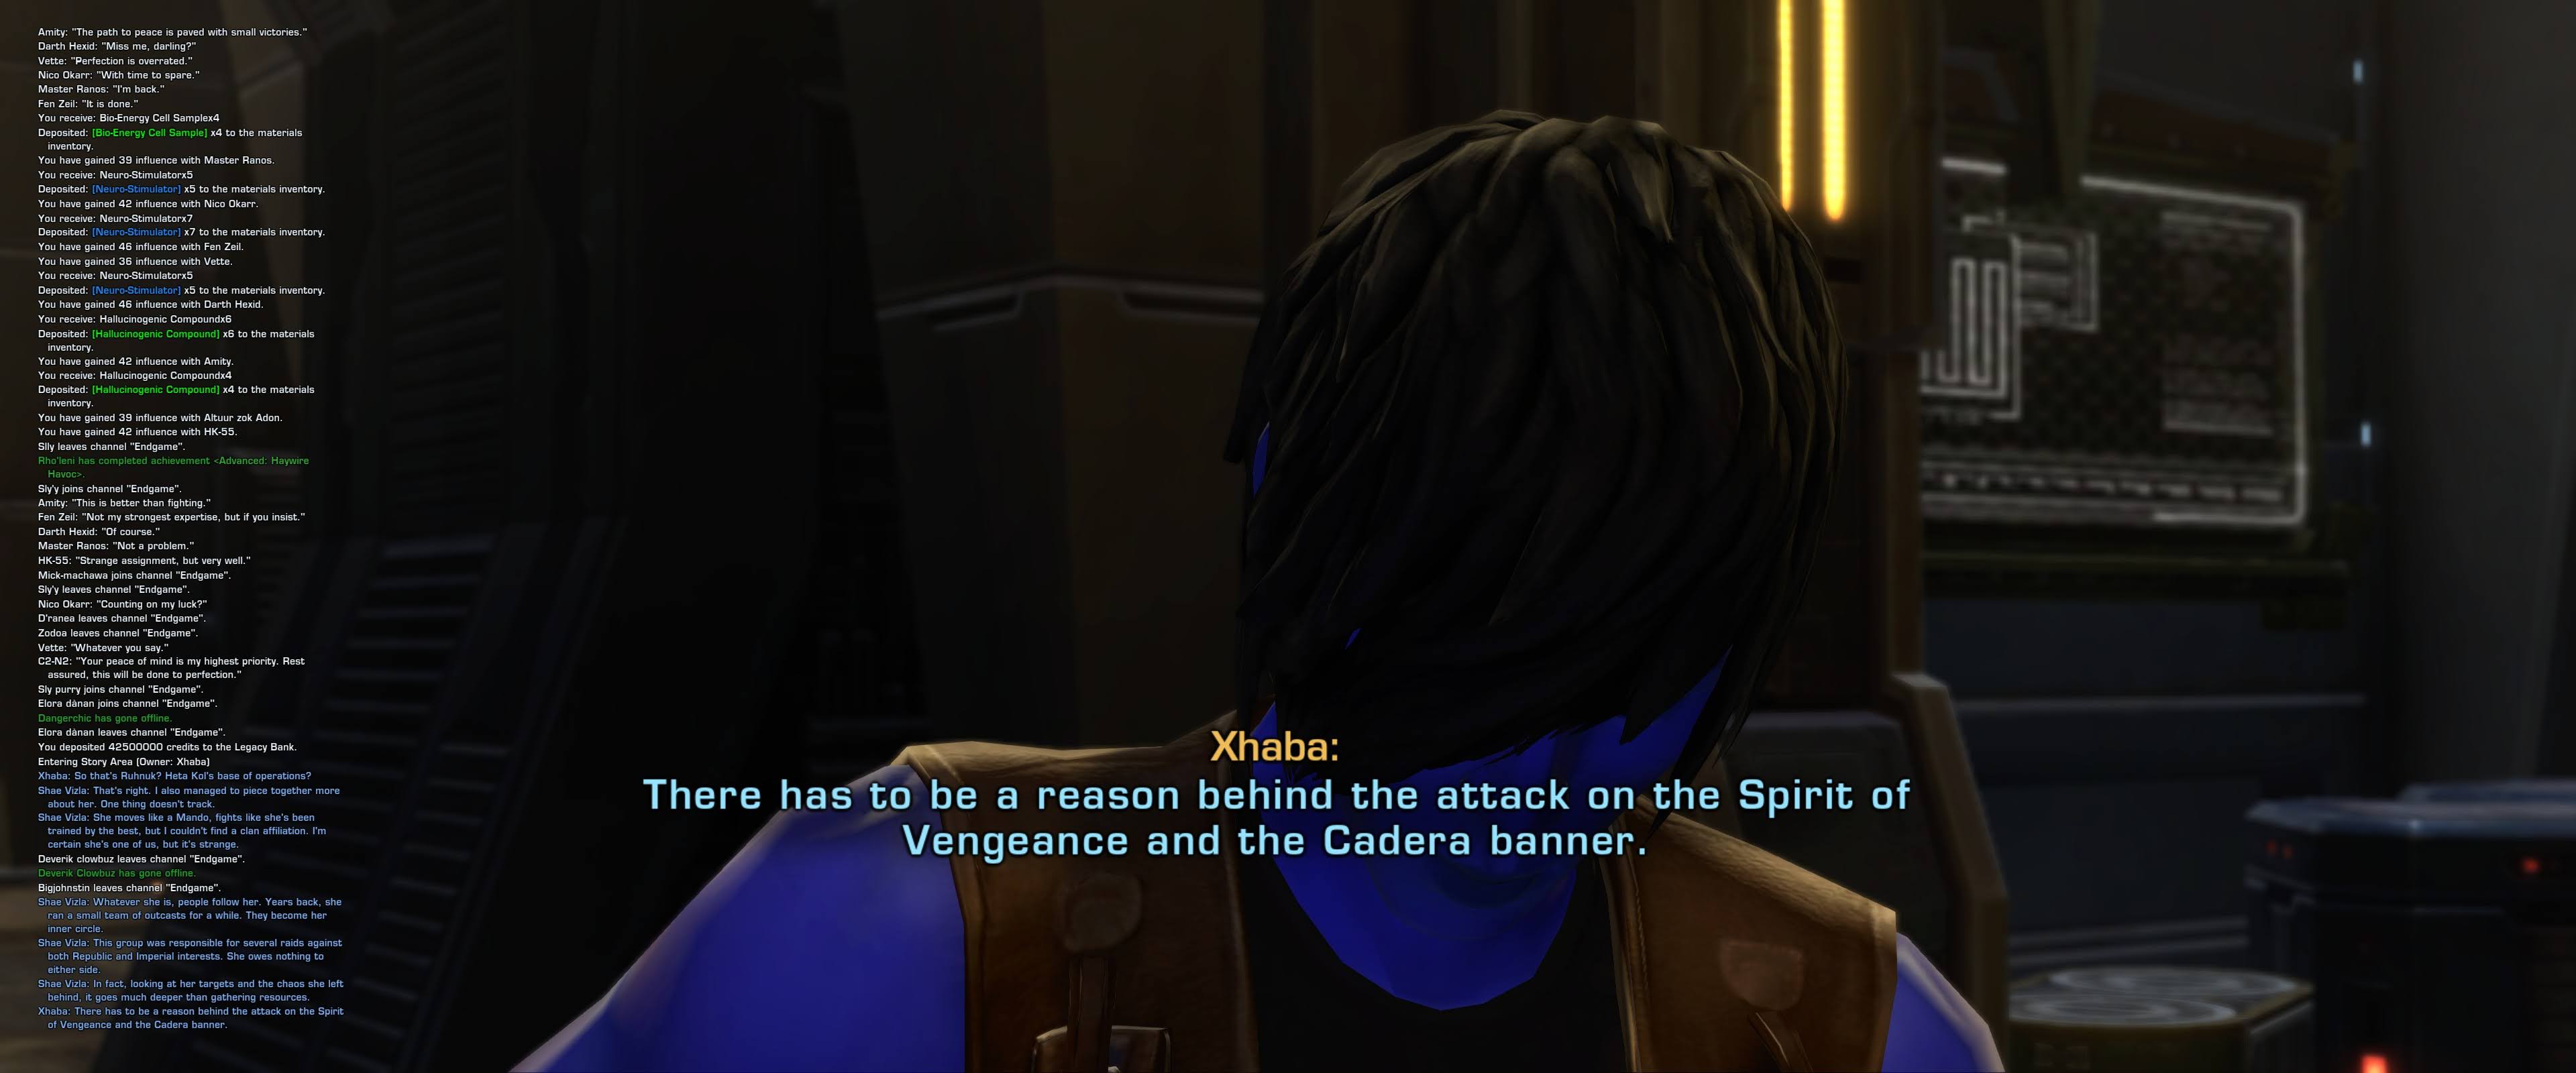 Amity: "The path to peace is paved with small victories."
Darth Hexid: "Miss me, darling?"
Vette: "Perfection is overrated."
Nico Okarr: "With time to spare."
Master Ranos: "I'm back."
Fen Zeil: "It is done."
You receive: Bio-Energy Cell Samplex4
Deposited: [Bio-Energy Cell Sample] x4 to the materials
inventory.
You have gained 39 influence with Master Ranos.
You receive: Neuro-Stimulatorx5
Deposited: [Neuro-Stimulator] x5 to the materials inventory.
You have gained 42 influence with Nico Okarr.
You receive: Neuro-Stimulatorx7
Deposited: [Neuro-Stimulator] x7 to the materials inventory.
You have gained 46 influence with Fen Zeil.
You have gained 36 influence with Vette.
You receive: Neuro-Stimulatorx5
Deposited: [Neuro-Stimulator] x5 to the materials inventory.
You have gained 46 influence with Darth Hexid.
You receive: Hallucinogenic Compoundx6
Deposited: [Hallucinogenic Compound] x6 to the materials
inventory.
You have gained 42 influence with Amity.
You receive: Hallucinogenic Compoundx4
Deposited: [Hallucinogenic Compound] x4 to the materials
inventory.
You have gained 39 influence with Altuur zok Adon.
You have gained 42 influence with HK-55.
Slly leaves channel "Endgame".
Rho'leni has completed achievement <Advanced: Haywire
Havoc>.
Sly'y joins channel "Endgame".
Amity: "This is better than fighting."
Fen Zeil: "Not my strongest expertise, but if you insist."
Darth Hexid: "Of course."
Master Ranos: "Not a problem."
HK-55: "Strange assignment, but very well."
Mick-machawa joins channel "Endgame".
Sly'y leaves channel "Endgame".
Nico Okarr: "Counting on my luck?"
D'ranea leaves channel "Endgame".
Zodoa leaves channel "Endgame".
Vette: "Whatever you say."
C2-N2: "Your peace of mind is my highest priority. Rest
assured, this will be done to perfection."
Sly purry joins channel "Endgame".
Elora dànan joins channel "Endgame".
Dangerchic has gone offline.
Elora dànan leaves channel "Endgame".
You deposited 42500000 credits to the Legacy Bank.
Entering Story Area (Owner: Xhaba)
Xhaba: So that's Ruhnuk? Heta Kol's base of operations?
Shae Vizla: That's right. I also managed to piece together more
about her. One thing doesn't track.
Shae Vizla: She moves like a Mando, fights like she's been
trained by the best, but I couldn't find a clan affiliation. I'm
certain she's one of us, but it's strange.
Deverik clowbuz leaves channel "Endgame".
Deverik Clowbuz has gone offline.
Bigjohnstin leaves channel "Endgame".
Shae Vizla: Whatever she is, people follow her. Years back, she
ran a small team of outcasts for a while. They become her
inner circle.
Shae Vizla: This group was responsible for several raids against
both Republic and Imperial interests. She owes nothing to
either side.
Shae Vizla: In fact, looking at her targets and the chaos she left
behind, it goes much deeper than gathering resources.
Xhaba: There has to be a reason behind the attack on the Spirit
of Vengeance and the Cadera banner.
Xhaba:
There has to be a reason behind the attack on the Spirit of
Vengeance and the Cadera banner.